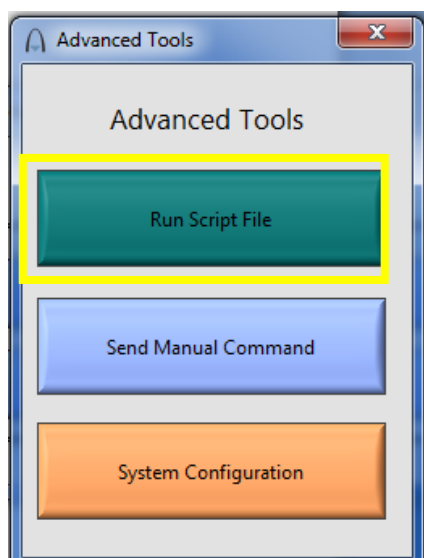 Advanced Tools
Advanced Tools
Run Script File
Send Manual Command
System Configuration